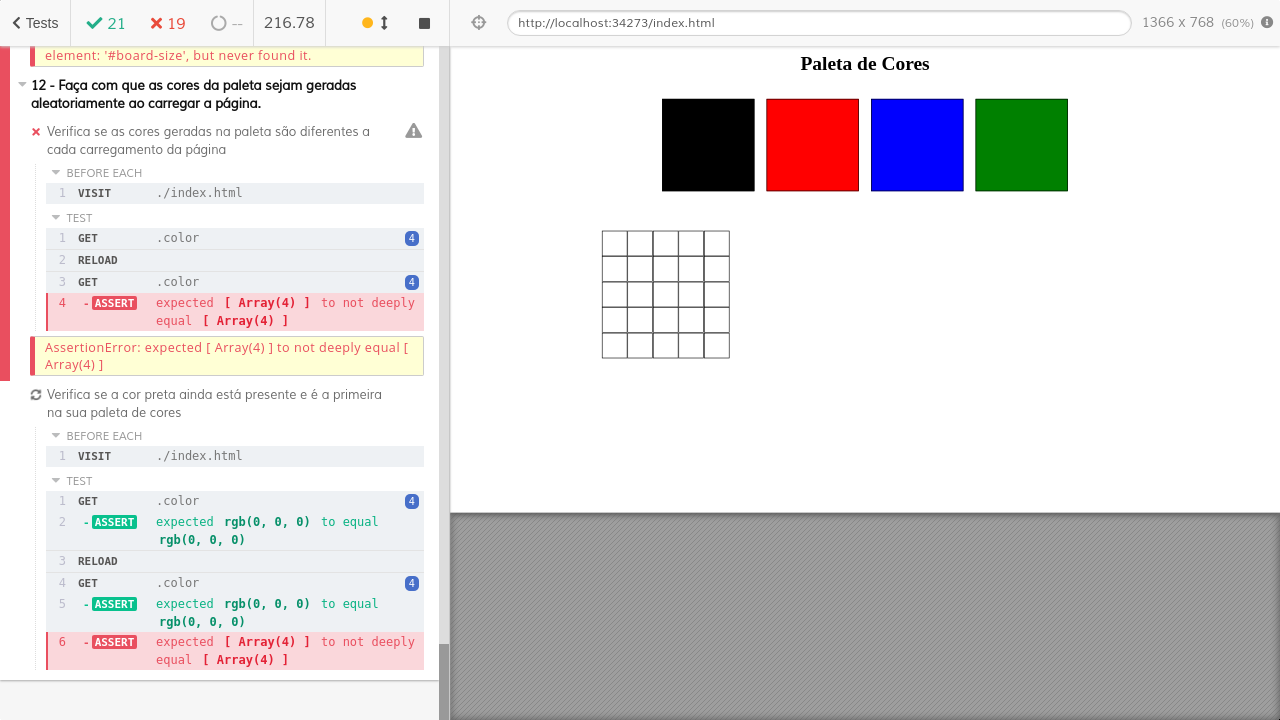 Tests
21
19
--
216.78
http://localhost:34273/index.html
1366 x 768 (60%)
element: '#board-size', but never found it.
12 - Faça com que as cores da paleta sejam geradas
aleatoriamente ao carregar a página.
Verifica se as cores geradas na paleta são diferentes a
cada carregamento da página
BEFORE EACH
1 VISIT ./index.html
TEST
1 GET .color 4
2 RELOAD
3 GET .color 4
4 -ASSERT expected [ Array(4) ] to not deeply
equal [ Array(4) ]
AssertionError: expected [ Array(4) ] to not deeply equal [
Array(4) ]
Verifica se a cor preta ainda está presente e é a primeira
na sua paleta de cores
BEFORE EACH
1 VISIT ./index.html
TEST
1 GET .color 4
2 -ASSERT expected rgb(0, 0, 0) to equal
rgb(0, 0, 0)
3 RELOAD
4 GET .color 4
5 -ASSERT expected rgb(0, 0, 0) to equal
rgb(0, 0, 0)
6 -ASSERT expected [ Array(4) ] to not deeply
equal [ Array(4) ]
Paleta de Cores